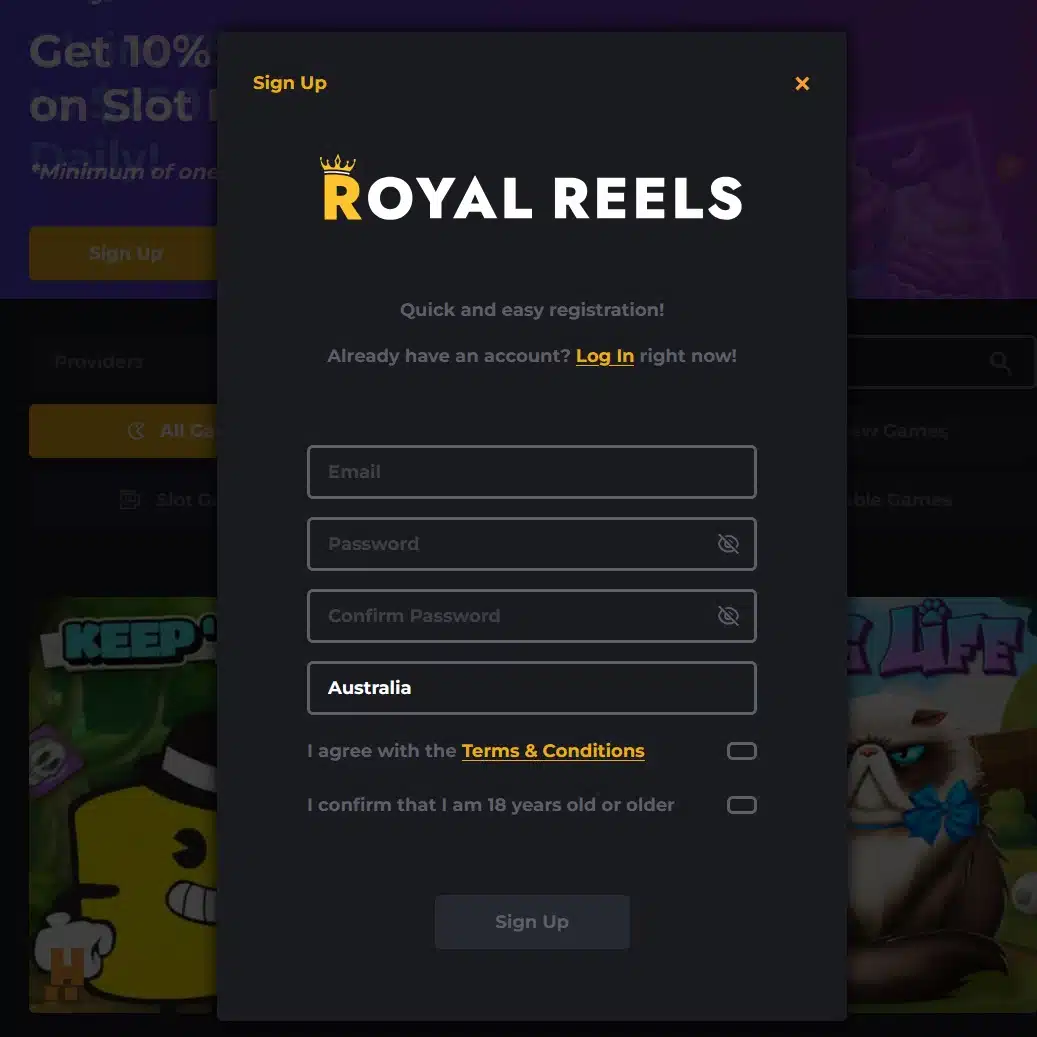 Get 10%
on Slot
Daily!
*Minimum of one
Sign Up
Sign Up
×
ROYAL REELS
Quick and easy registration!
Already have an account? Log In right now!
Providers
All Ga
ew Games
Slot Ga
ble Games
Email
Password
Confirm Password
Australia
I agree with the Terms & Conditions
I confirm that I am 18 years old or older
Sign Up
KEEP
LIFE